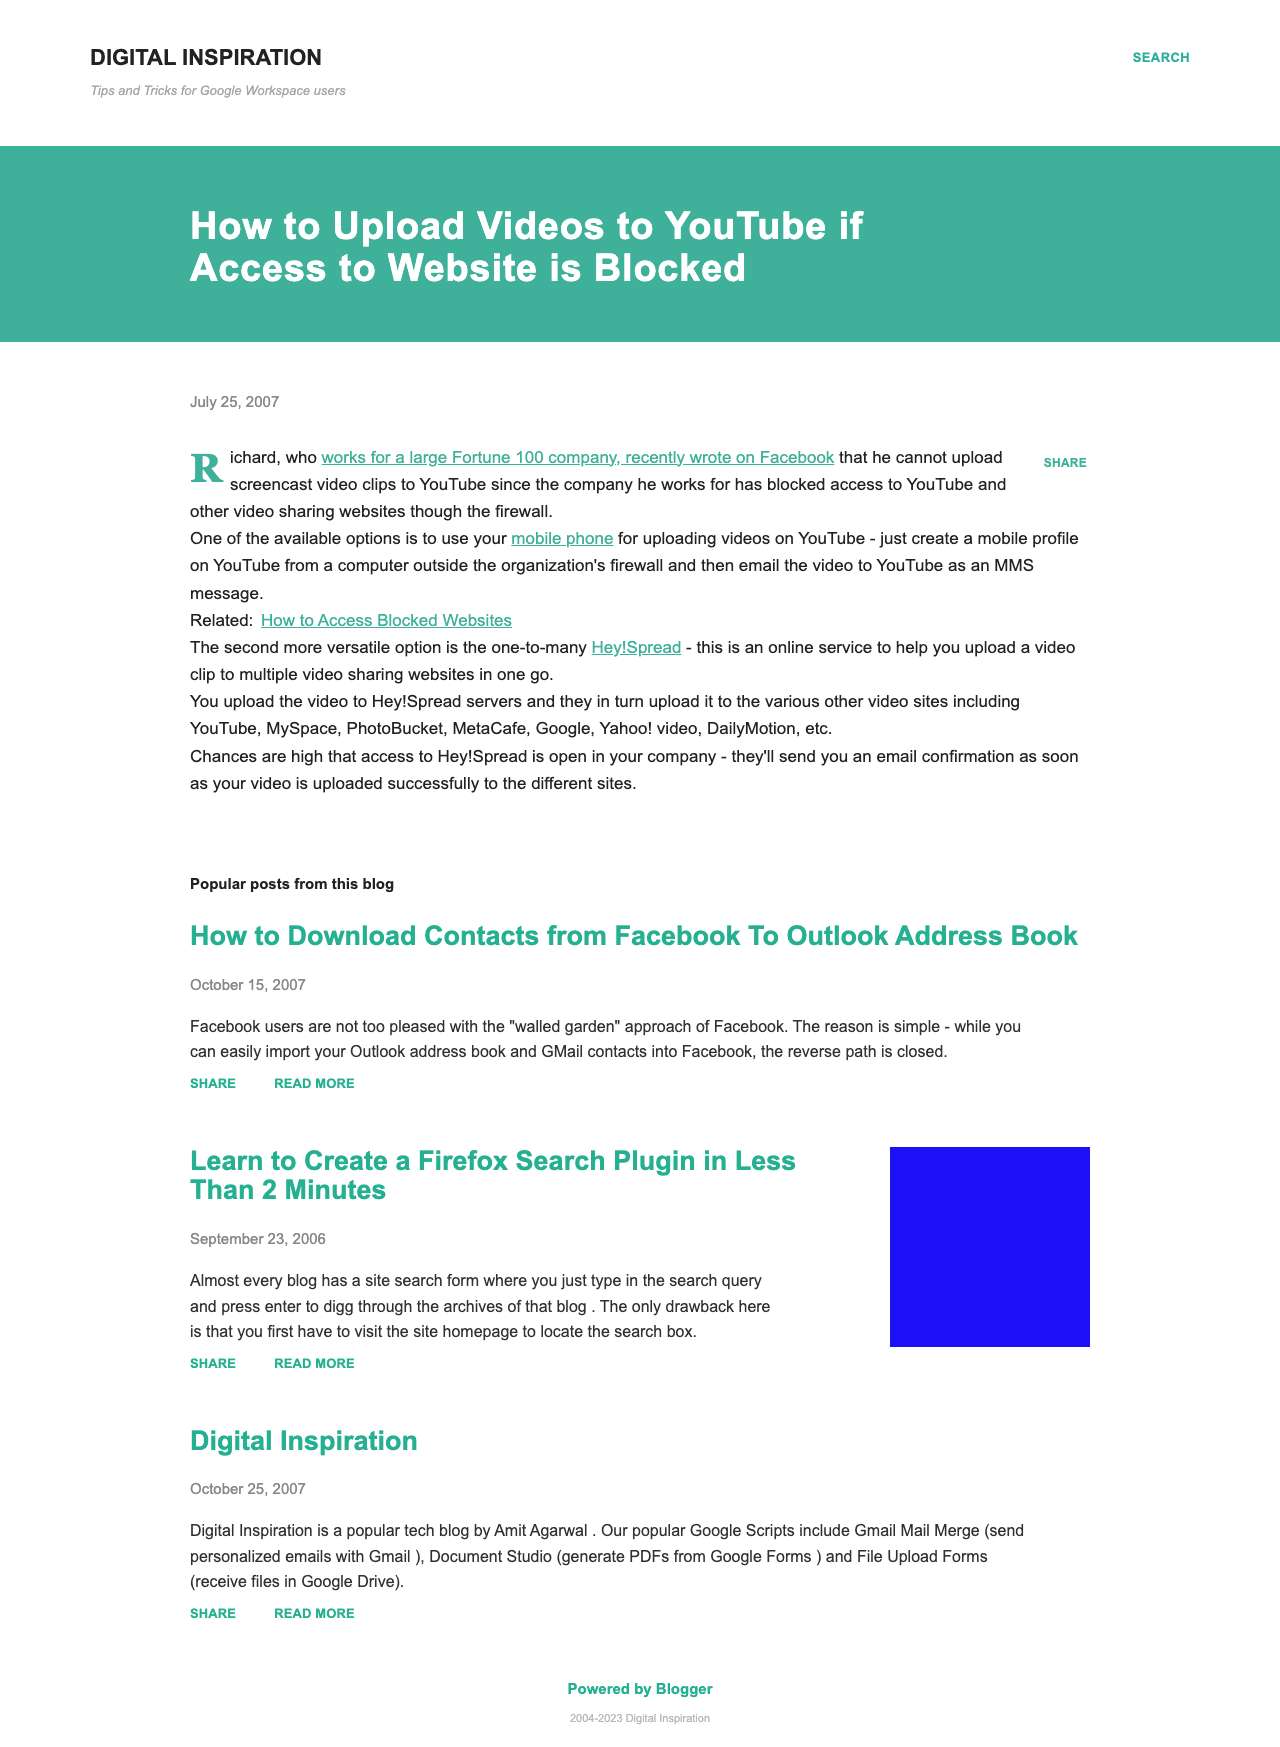 DIGITAL INSPIRATION
SEARCH
Tips and Tricks for Google Workspace users
How to Upload Videos to YouTube if
Access to Website is Blocked
July 25, 2007
Richard, who works for a large Fortune 100 company, recently wrote on Facebook that he cannot upload
SHARE
screencast video clips to YouTube since the company he works for has blocked access to YouTube and
other video sharing websites though the firewall.
One of the available options is to use your mobile phone for uploading videos on YouTube - just create a mobile profile
on YouTube from a computer outside the organization's firewall and then email the video to YouTube as an MMS
message.
Related: How to Access Blocked Websites
The second more versatile option is the one-to-many Hey!Spread - this is an online service to help you upload a video
clip to multiple video sharing websites in one go.
You upload the video to Hey!Spread servers and they in turn upload it to the various other video sites including
YouTube, MySpace, PhotoBucket, MetaCafe, Google, Yahoo! video, DailyMotion, etc.
Chances are high that access to Hey!Spread is open in your company - they'll send you an email confirmation as soon
as your video is uploaded successfully to the different sites.
Popular posts from this blog
How to Download Contacts from Facebook To Outlook Address Book
October 15, 2007
Facebook users are not too pleased with the "walled garden" approach of Facebook. The reason is simple - while you
can easily import your Outlook address book and GMail contacts into Facebook, the reverse path is closed.
SHARE READ MORE
Learn to Create a Firefox Search Plugin in Less
Than 2 Minutes
September 23, 2006
Almost every blog has a site search form where you just type in the search query
and press enter to digg through the archives of that blog . The only drawback here
is that you first have to visit the site homepage to locate the search box.
SHARE READ MORE
Digital Inspiration
October 25, 2007
Digital Inspiration is a popular tech blog by Amit Agarwal . Our popular Google Scripts include Gmail Mail Merge (send
personalized emails with Gmail ), Document Studio (generate PDFs from Google Forms ) and File Upload Forms
(receive files in Google Drive).
SHARE READ MORE
Powered by Blogger
2004-2023 Digital Inspiration